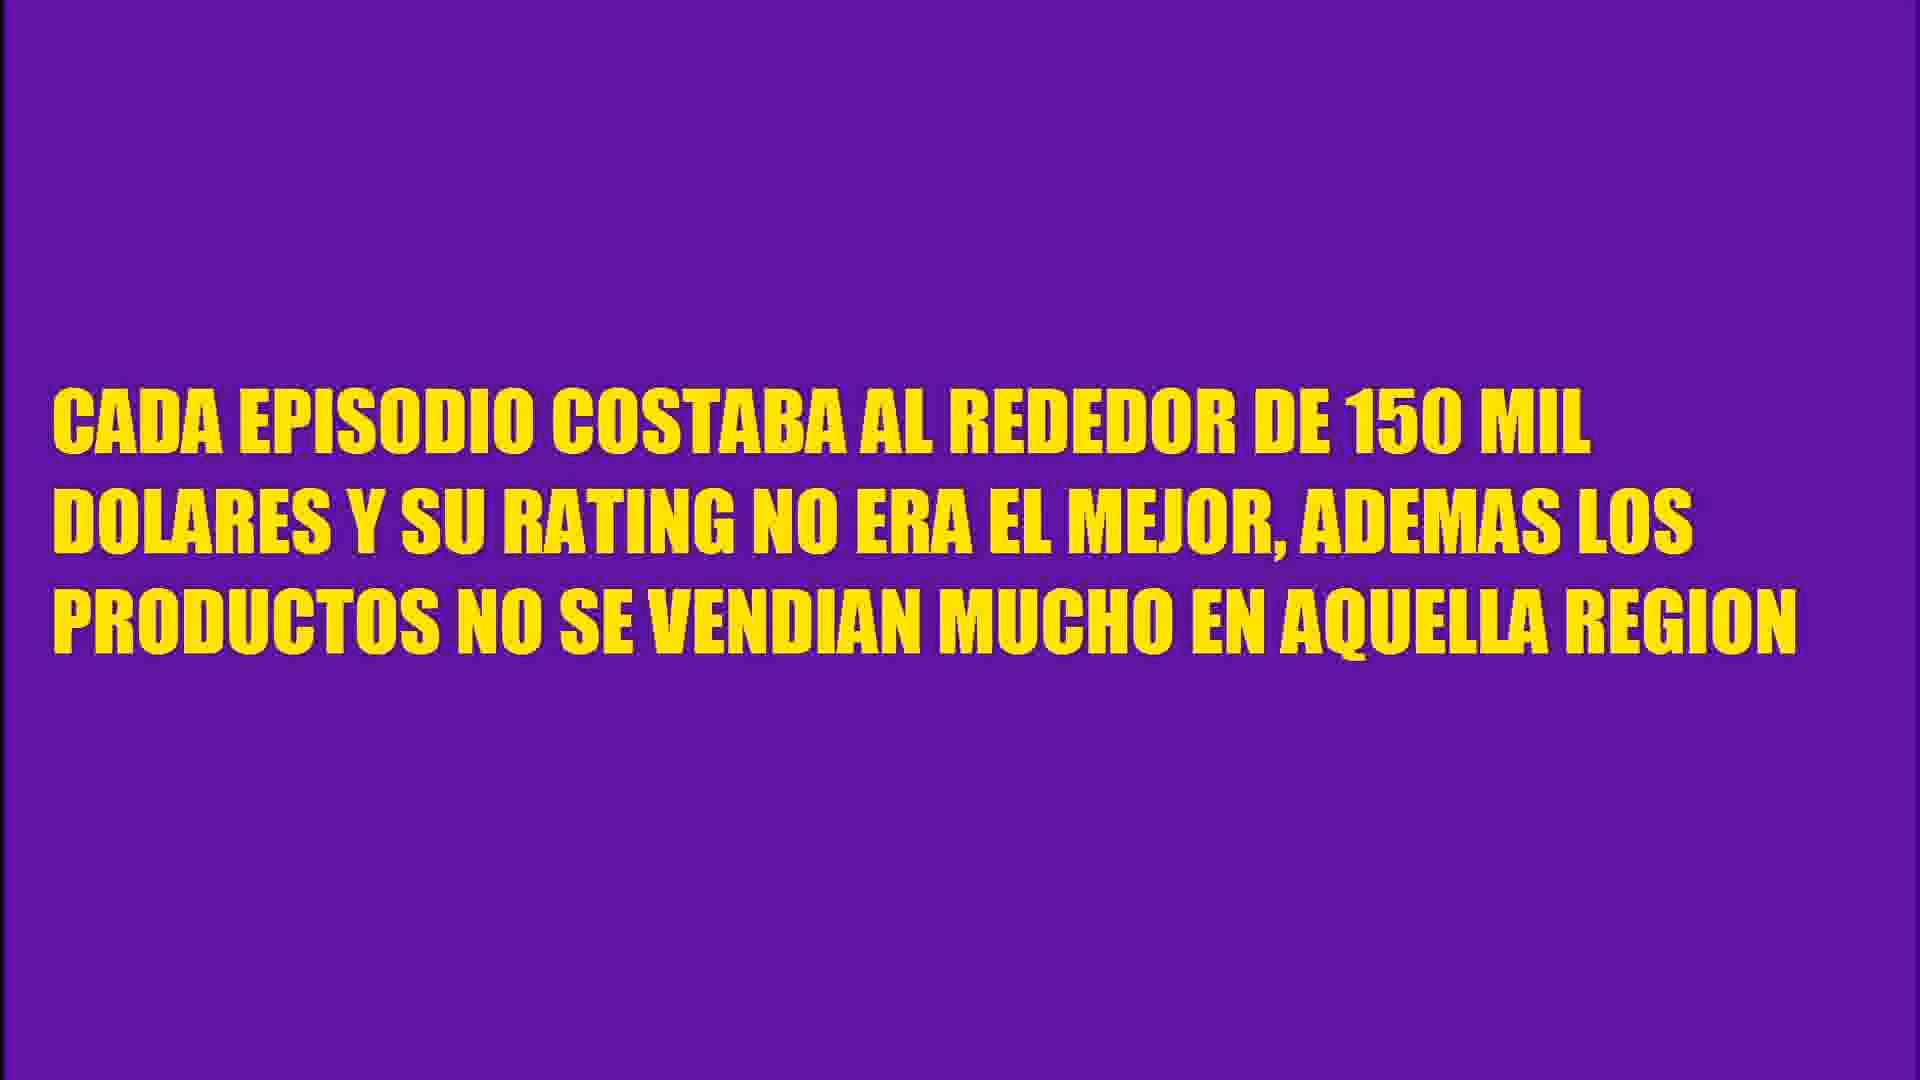 CADA EPISODIO COSTABA AL REDEDOR DE 150 MIL
DOLARES Y SU RATING NO ERA EL MEJOR, ADEMAS LOS
PRODUCTOS NO SE VENDIAN MUCHO EN AQUELLA REGION